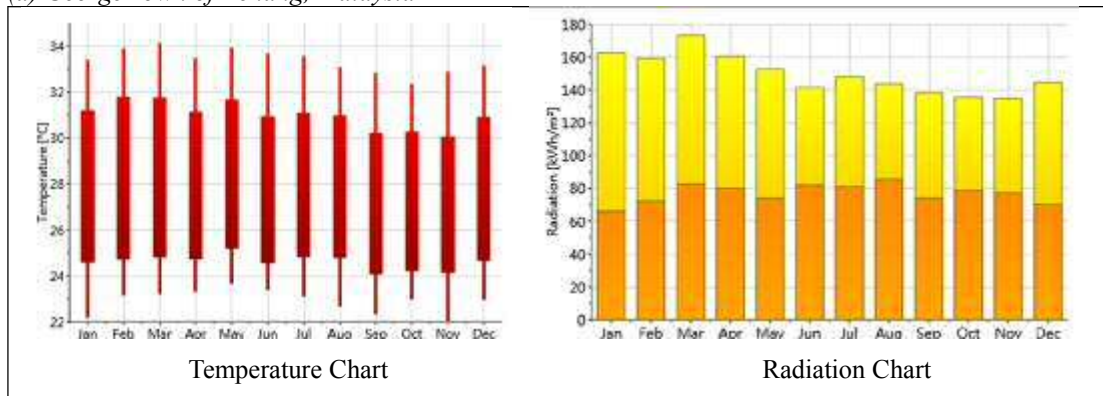 34
32
30
28
26
24
22
Temperature [°C]
Jan Feb Mar Apr May Jun Jul Aug Sep Oct Nov Dec
Temperature Chart
180
160
140
120
100
80
60
40
20
0
Radiation [kWh/m²]
Jan Feb Mar Apr May Jun Jul Aug Sep Oct Nov Dec
Radiation Chart